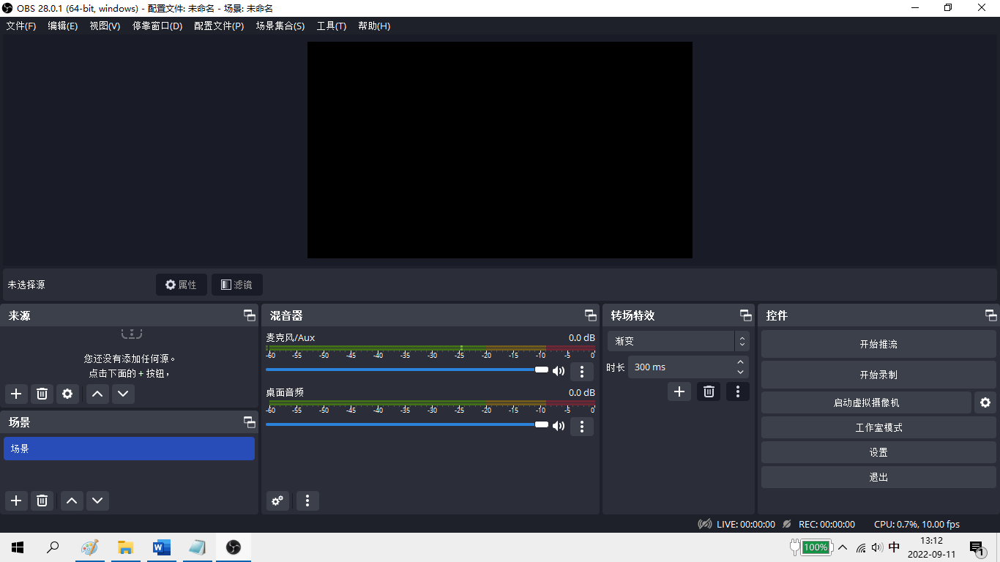 OBS 28.0.1 (64-bit, windows) - 配置文件: 未命名 - 场景: 未命名
文件(F) 编辑(E) 视图(V) 停靠窗口(D) 配置文件(P) 场景集合(S) 工具(T) 帮助(H)
未选择源 属性 滤镜
来源
您还没有添加任何源。
点击下面的 + 按钮，
场景
场景
混音器
麦克风/Aux 0.0 dB
-60 -55 -50 -45 -40 -35 -30 -25 -20 -15 -10 -5 0
桌面音频 0.0 dB
-60 -55 -50 -45 -40 -35 -30 -25 -20 -15 -10 -5 0
转场特效
渐变
时长 300 ms
控件
开始推流
开始录制
启动虚拟摄像机
工作室模式
设置
退出
LIVE: 00:00:00 REC: 00:00:00 CPU: 0.7%, 10.00 fps
W
100% 中 13:12
2022-09-11
1